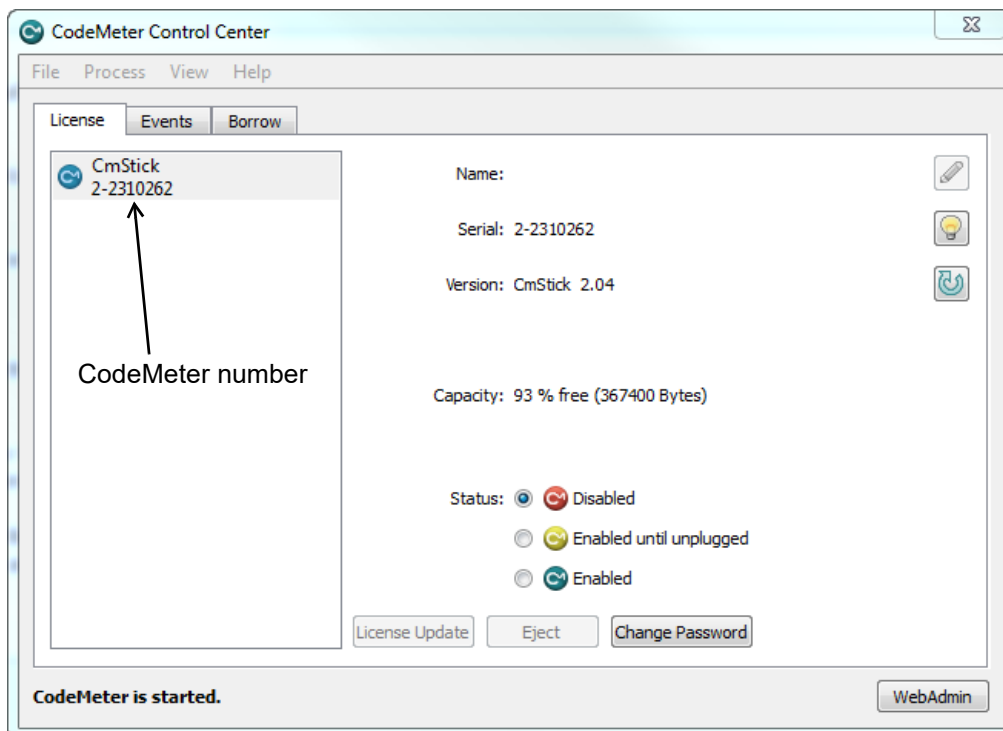 CodeMeter Control Center
File Process View Help
License Events Borrow
CmStick
2-2310262
CodeMeter number
Name:
Serial: 2-2310262
Version: CmStick 2.04
Capacity: 93 % free (367400 Bytes)
Status: Disabled
Enabled until unplugged
Enabled
License Update Eject Change Password
CodeMeter is started. WebAdmin